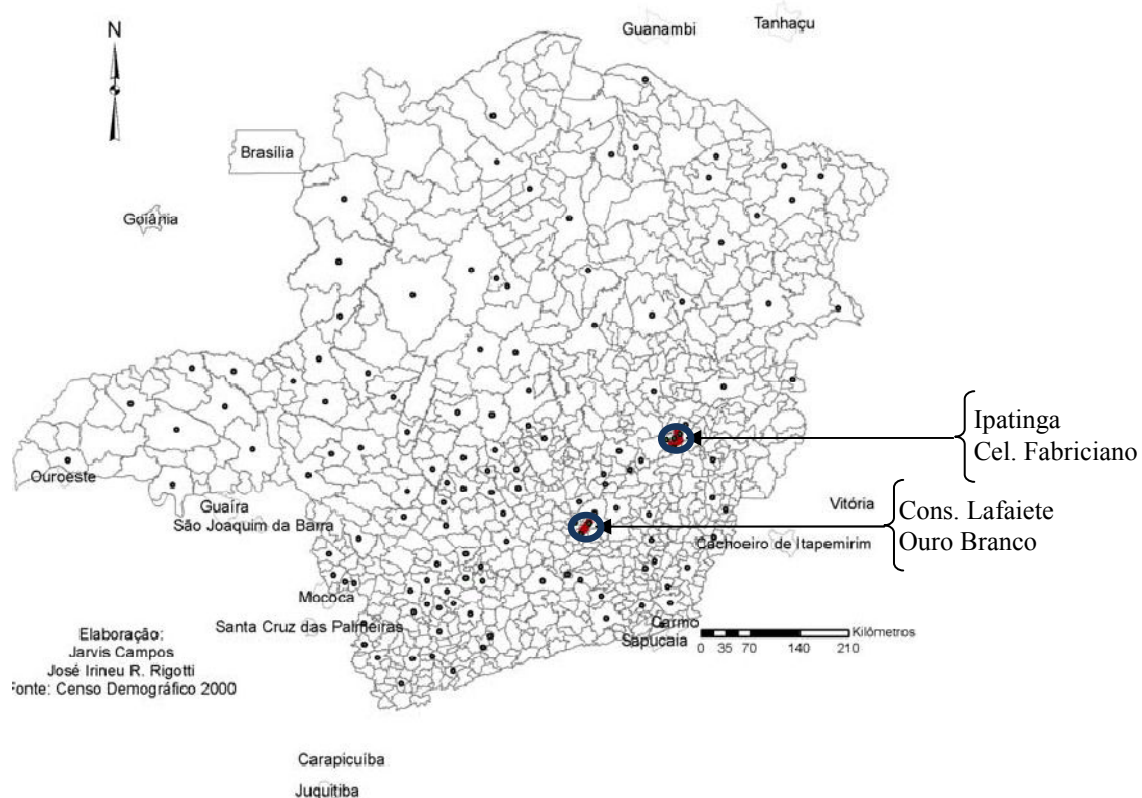 Guanambi
Tanhaçu
N
Brasília
Goiânia
Ipatinga
Cel. Fabriciano
Ouroeste
Guaíra
São Joaquim da Barra
Vitória
Cons. Lafaiete
Ouro Branco
Cachoeiro de Itapemirim
Mococa
Santa Cruz das Palmeiras
Carmo
Sapucaia
Kilômetros
0 35 70 140 210
Elaboração:
Jarvis Campos
José Irineu R. Rigotti
Fonte: Censo Demográfico 2000
Carapicuíba
Juquitiba